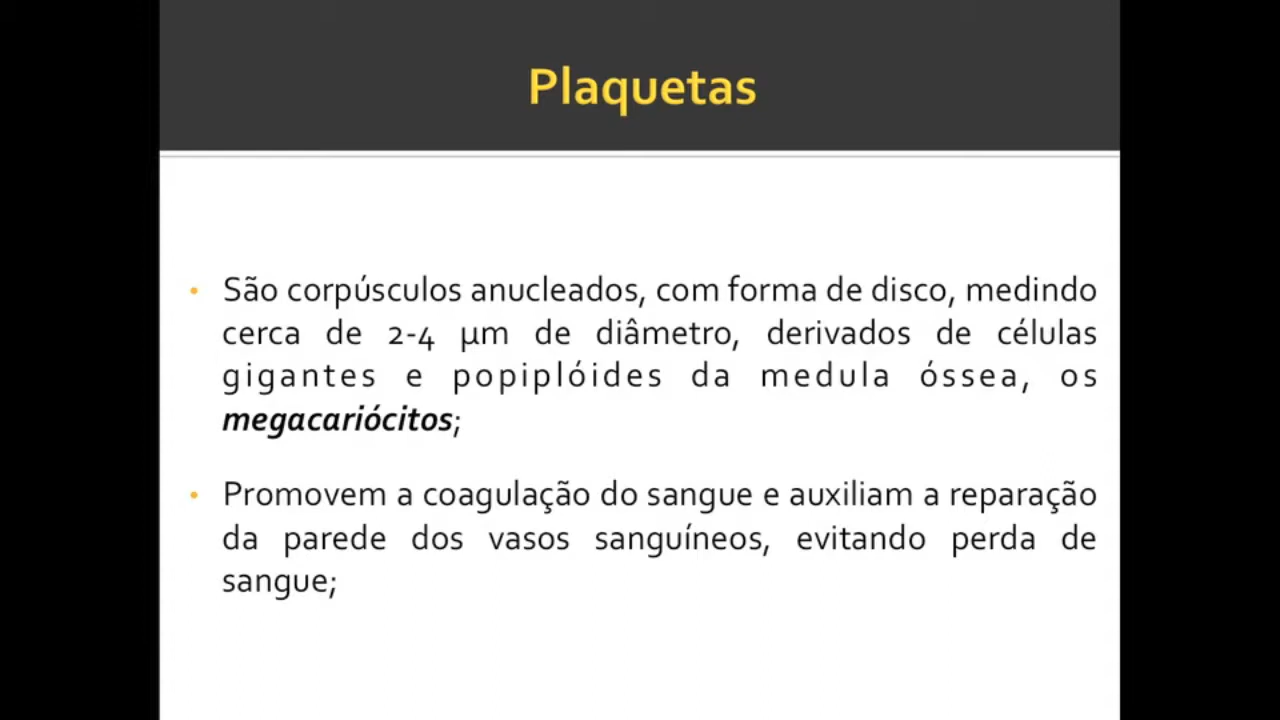 Plaquetas
• São corpúsculos anucleados, com forma de disco, medindo
cerca de 2-4 µm de diâmetro, derivados de células
gigantes e popiplóides da medula óssea, os
megacariócitos;
• Promovem a coagulação do sangue e auxiliam a reparação
da parede dos vasos sanguíneos, evitando perda de
sangue;